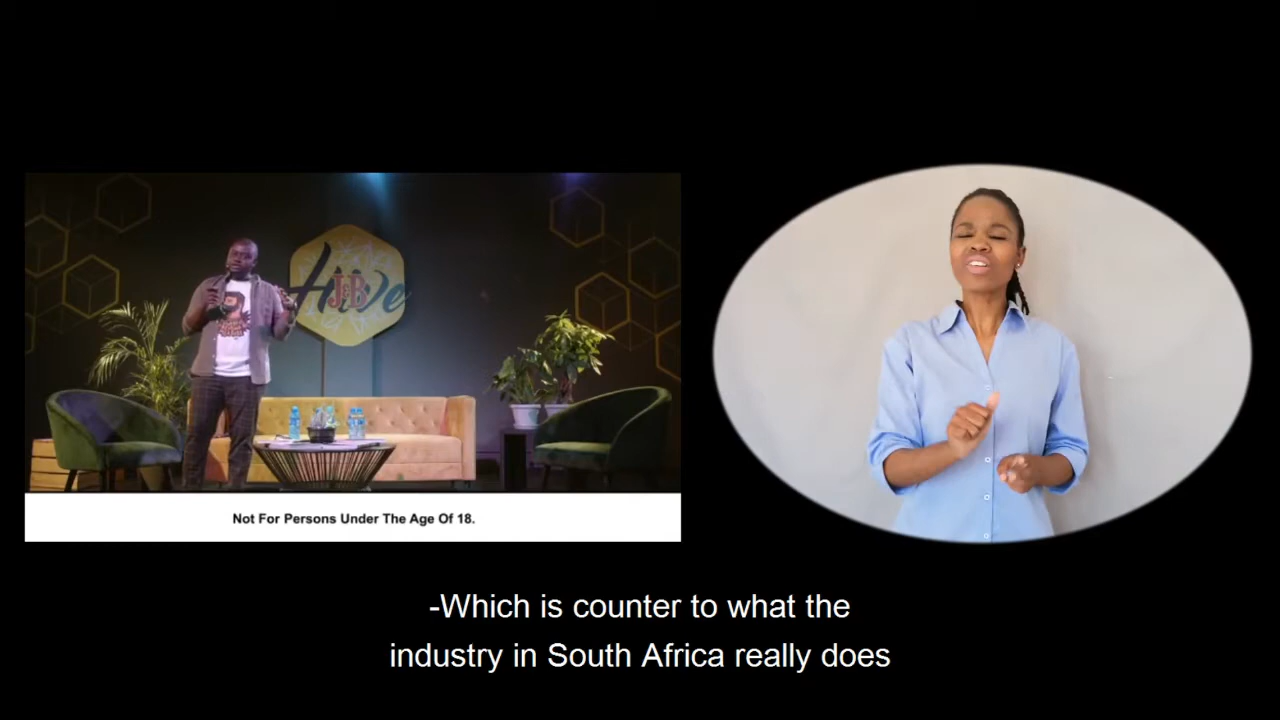 Hive
J&B
Not For Persons Under The Age Of 18.
-Which is counter to what the
industry in South Africa really does